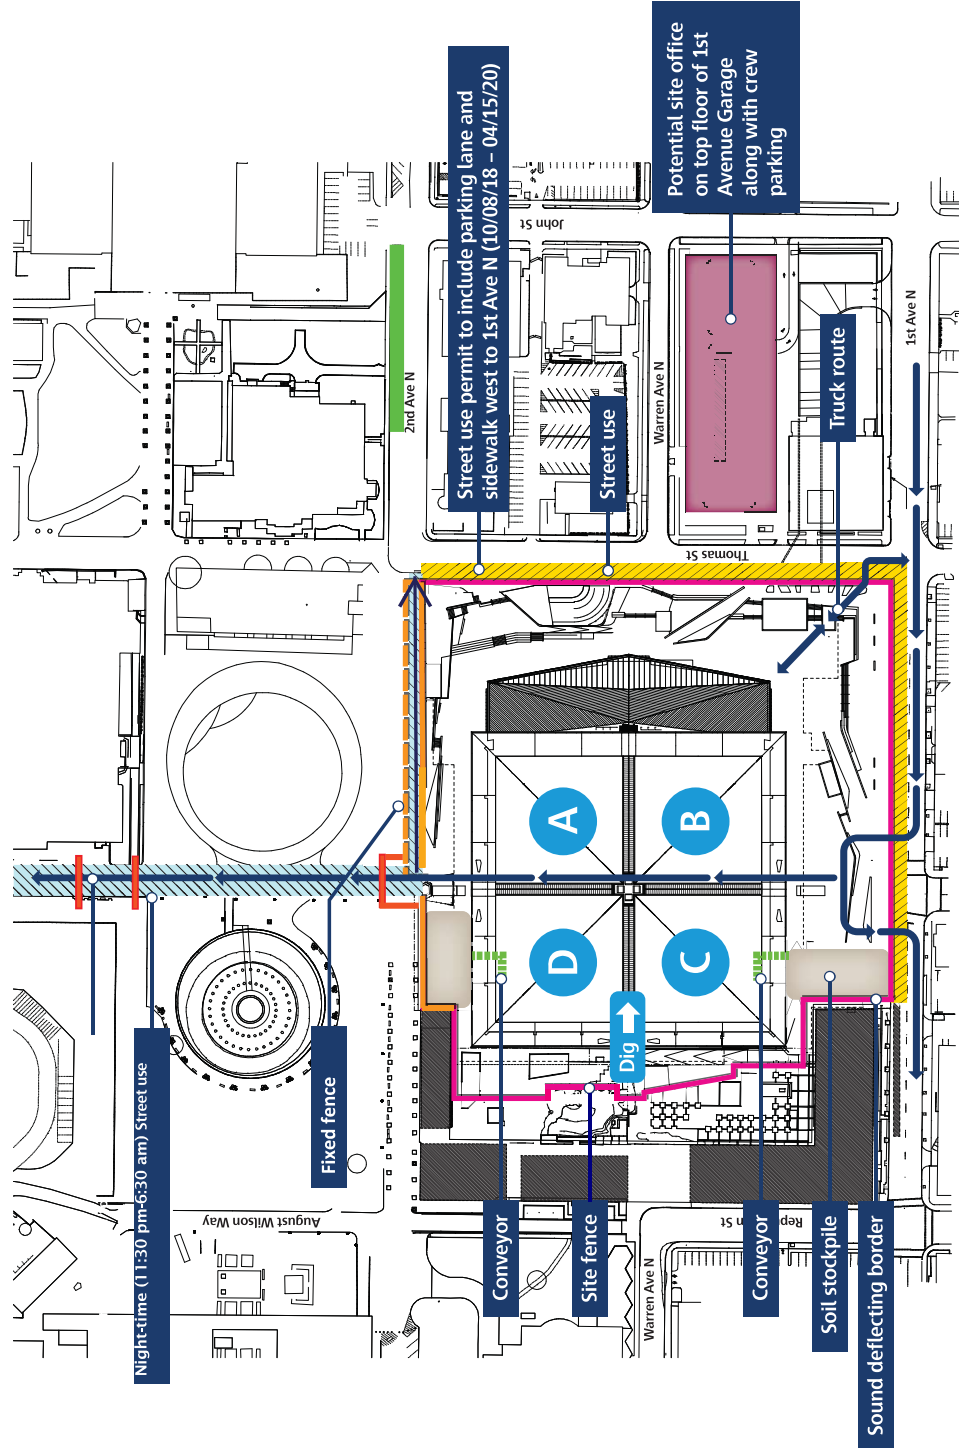 Street use permit to include parking lane and
sidewalk west to 1st Ave N (10/08/18 – 04/15/20)
Potential site office
on top floor of 1st
Avenue Garage
along with crew
parking
John St
2nd Ave N
Warren Ave N
1st Ave N
Street use
Truck route
Thomas St
A
B
D
C
Dig
Night-time (11:30 pm-6:30 am) Street use
Fixed fence
August Wilson Way
Conveyor
Site fence
Warren Ave N
Conveyor
n St
Soil stockpile
Sound deflecting border